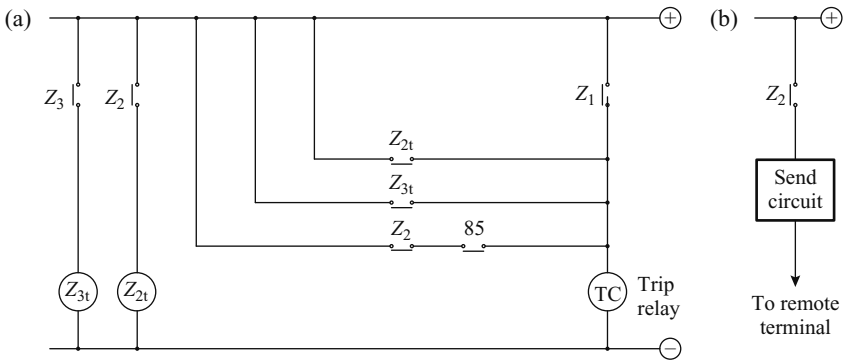 (a)
+
(b)
+
Z3
Z2
Z1
Z2
Z2t
Z3t
Z2 85
Send
circuit
Z3t
Z2t
TC
Trip
relay
To remote
terminal
−